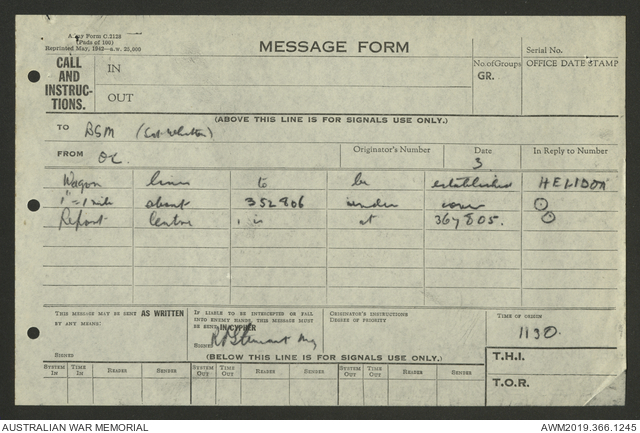 Army Form C.2128
(Pads of 100)
Reprinted May, 1942
MESSAGE FORM
Serial No.
CALL AND INSTRUC-TIONS.
IN
OUT
No. of Groups
GR.
OFFICE DATE STAMP
(ABOVE THIS LINE IS FOR SIGNALS USE ONLY.)
TO BSM
FROM OC.
Originator's Number
Date
3
In Reply to Number
Wagon lines to be established HELIDON
1" = 1 mile about 352806 under cover
Report Centre is at 367805.
THIS MESSAGE MAY BE SENT AS WRITTEN
BY ANY MEANS:
IF LIABLE TO BE INTERCEPTED OR FALL
INTO ENEMY HANDS, THIS MESSAGE MUST
BE SENT IN CYPHER
ORIGINATOR'S INSTRUCTIONS
DEGREE OF PRIORITY
TIME OF ORIGIN
1130.
SIGNED
SIGNED Stewart
(BELOW THIS LINE IS FOR SIGNALS USE ONLY.)
T.H.I.
T.O.R.
SYSTEM IN
TIME IN
READER
SENDER
SYSTEM OUT
TIME OUT
READER
SENDER
SYSTEM OUT
TIME OUT
READER
SENDER
AUSTRALIAN WAR MEMORIAL
AWM2019.366.1245